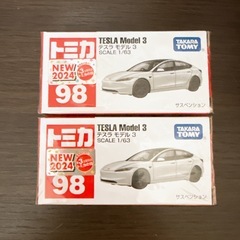 トミカ
TESLA Model 3
テスラ モデル 3
SCALE 1/63
TAKARA TOMY
NEW/2024
98
サスペンション
トミカ
TESLA Model 3
テスラ モデル 3
SCALE 1/63
TAKARA TOMY
NEW/2024
98
サスペンション